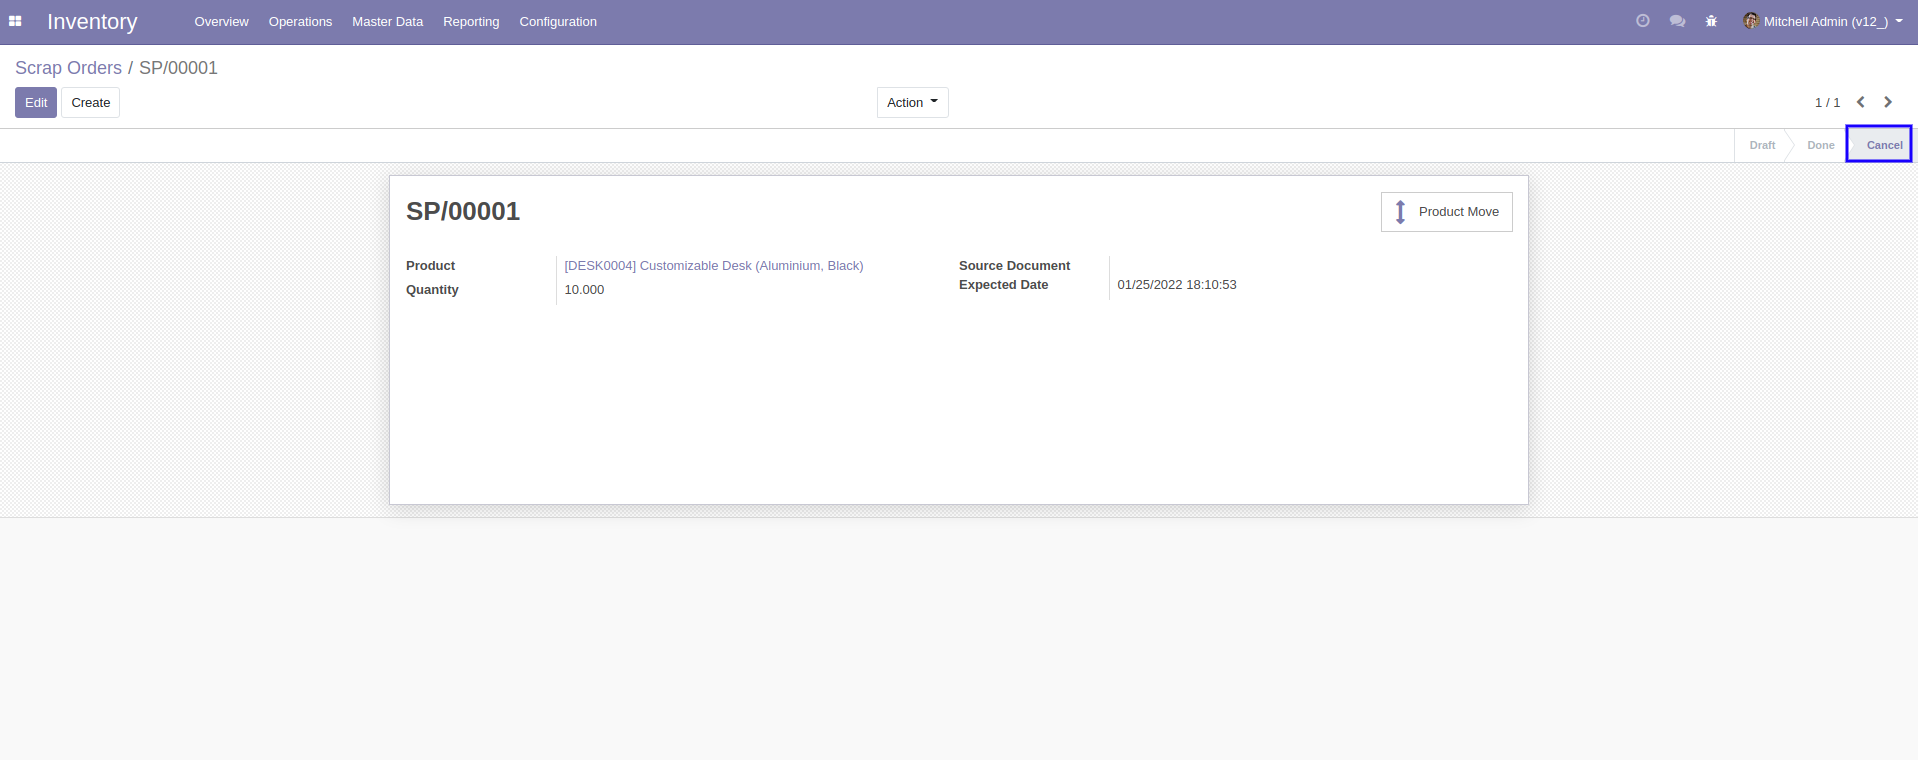 Inventory Overview Operations Master Data Reporting Configuration Mitchell Admin (v12_)
Scrap Orders / SP/00001
Edit Create Action 1 / 1
Draft Done Cancel
SP/00001 Product Move
Product [DESK0004] Customizable Desk (Aluminium, Black) Source Document
Quantity 10.000 Expected Date 01/25/2022 18:10:53